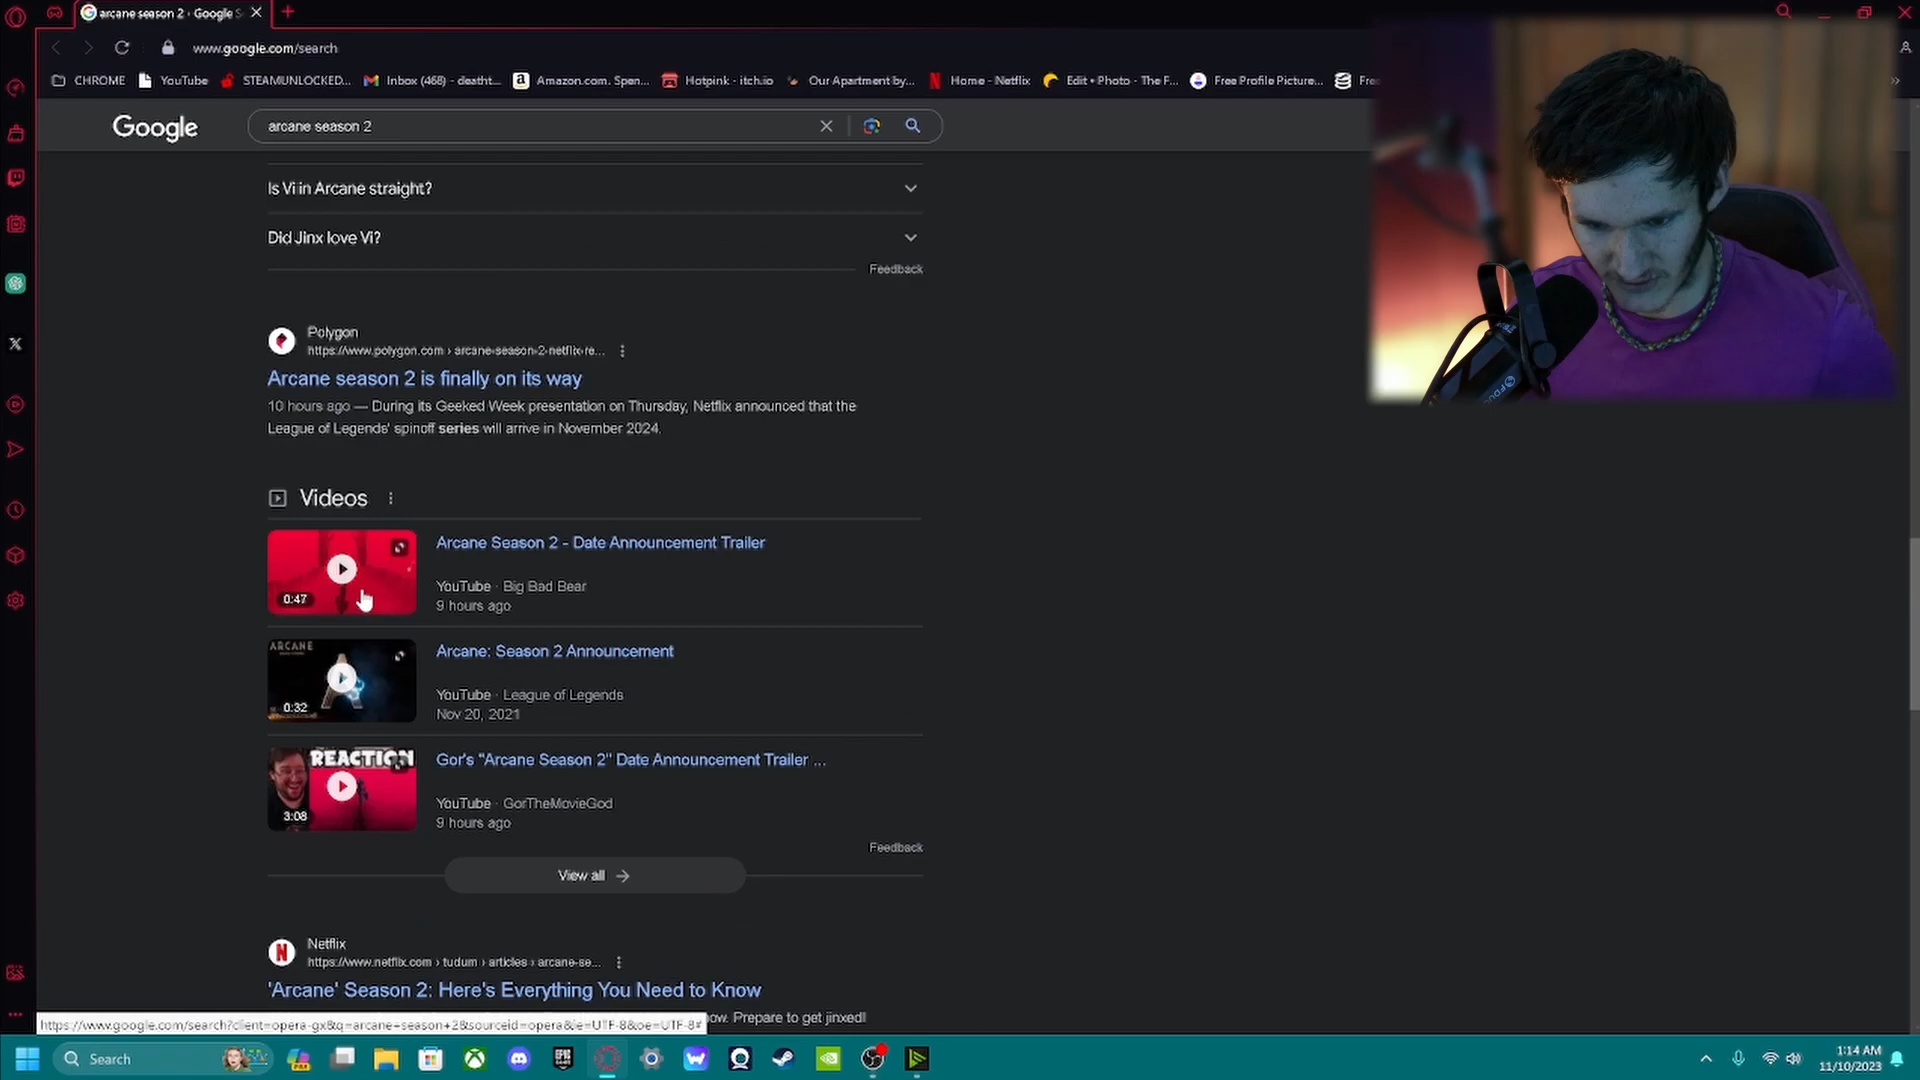 arcane season 2 - Google S
www.google.com/search
CHROME
YouTube
STEAMUNLOCKED...
Inbox (468) - deatht...
Amazon.com. Spen...
Hotpink - itch.io
Our Apartment by...
Home - Netflix
Edit • Photo - The F...
Free Profile Picture...
Google
arcane season 2
Is Vi in Arcane straight?
Did Jinx love Vi?
Feedback
Polygon
https://www.polygon.com › arcane-season-2-netflix-re...
Arcane season 2 is finally on its way
10 hours ago — During its Geeked Week presentation on Thursday, Netflix announced that the
League of Legends' spinoff series will arrive in November 2024.
Videos
0:47
Arcane Season 2 - Date Announcement Trailer
YouTube · Big Bad Bear
9 hours ago
ARCANE
0:32
Arcane: Season 2 Announcement
YouTube · League of Legends
Nov 20, 2021
REACTION
3:08
Gor's "Arcane Season 2" Date Announcement Trailer ...
YouTube · GorTheMovieGod
9 hours ago
Feedback
View all
Netflix
https://www.netflix.com › tudum › articles › arcane-se...
'Arcane' Season 2: Here's Everything You Need to Know
now. Prepare to get jinxed!
https://www.google.com/search?client=opera-gx&q=arcane+season+2&sourceid=opera&ie=UTF-8&oe=UTF-8#
Search
1:14 AM
11/10/2023